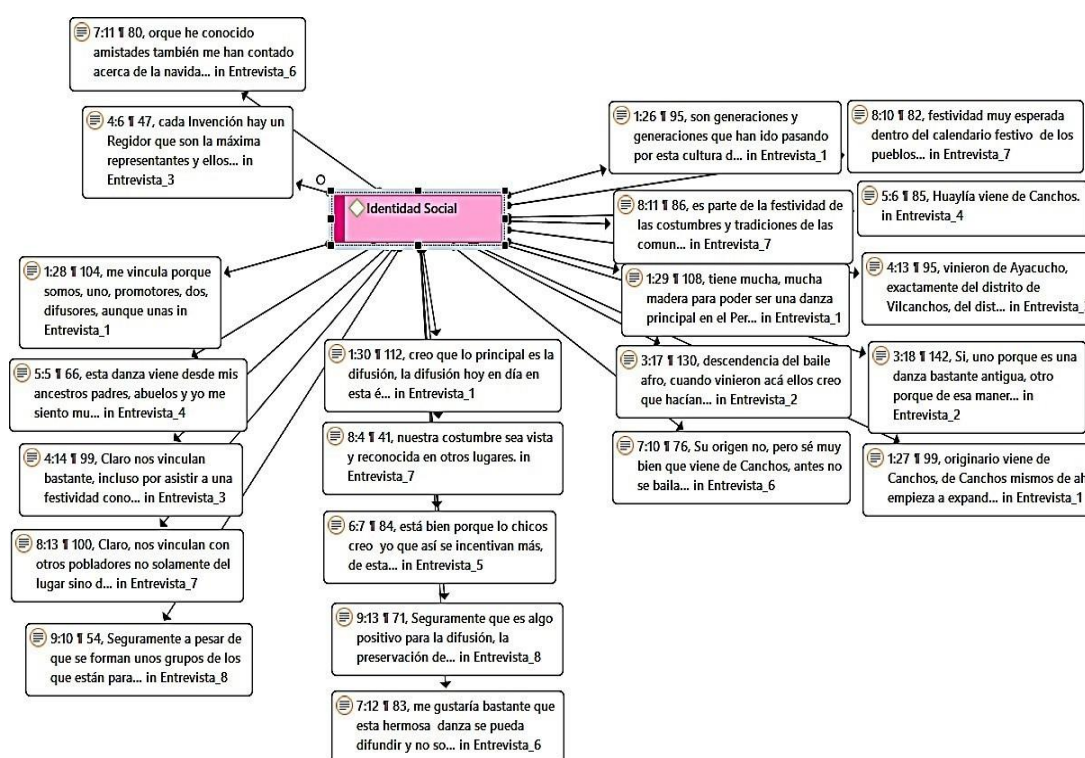 7:11 ¶ 80, orque he conocido
amistades también me han contado
acerca de la navida... in Entrevista_6
4:6 ¶ 47, cada Invención hay un
Regidor que son la máxima
representantes y ellos... in
Entrevista_3
Identidad Social
1:26 ¶ 95, son generaciones y
generaciones que han ido pasando
por esta cultura d... in Entrevista_1
8:10 ¶ 82, festividad muy esperada
dentro del calendario festivo de los
pueblos... in Entrevista_7
8:11 ¶ 86, es parte de la festividad de
las costumbres y tradiciones de las
comun... in Entrevista_7
5:6 ¶ 85, Huaylía viene de Canchos.
in Entrevista_4
1:28 ¶ 104, me vincula porque
somos, uno, promotores, dos,
difusores, aunque unas in
Entrevista_1
1:29 ¶ 108, tiene mucha, mucha
madera para poder ser una danza
principal en el Per... in Entrevista_1
4:13 ¶ 95, vinieron de Ayacucho,
exactamente del distrito de
Vilcanchos, del dist... in
5:5 ¶ 66, esta danza viene desde mis
ancestros padres, abuelos y yo me
siento mu... in Entrevista_4
1:30 ¶ 112, creo que lo principal es la
difusión, la difusión hoy en día en
esta é... in Entrevista_1
3:17 ¶ 130, descendencia del baile
afro, cuando vinieron acá ellos creo
que hacían... in Entrevista_2
3:18 ¶ 142, Si, uno porque es una
danza bastante antigua, otro
porque de esa maner... in
Entrevista_2
4:14 ¶ 99, Claro nos vinculan
bastante, incluso por asistir a una
festividad cono... in Entrevista_3
8:4 ¶ 41, nuestra costumbre sea vista
y reconocida en otros lugares. in
Entrevista_7
7:10 ¶ 76, Su origen no, pero sé muy
bien que viene de Canchos, antes no
se baila... in Entrevista_6
1:27 ¶ 99, originario viene de
Canchos, de Canchos mismos de ah
empieza a expand... in Entrevista_1
8:13 ¶ 100, Claro, nos vinculan con
otros pobladores no solamente del
lugar sino d... in Entrevista_7
6:7 ¶ 84, está bien porque lo chicos
creo yo que así se incentivan más,
de esta... in Entrevista_5
9:10 ¶ 54, Seguramente a pesar de
que se forman unos grupos de los
que están para... in Entrevista_8
9:13 ¶ 71, Seguramente que es algo
positivo para la difusión, la
preservación de... in Entrevista_8
7:12 ¶ 83, me gustaría bastante que
esta hermosa danza se pueda
difundir y no so... in Entrevista_6